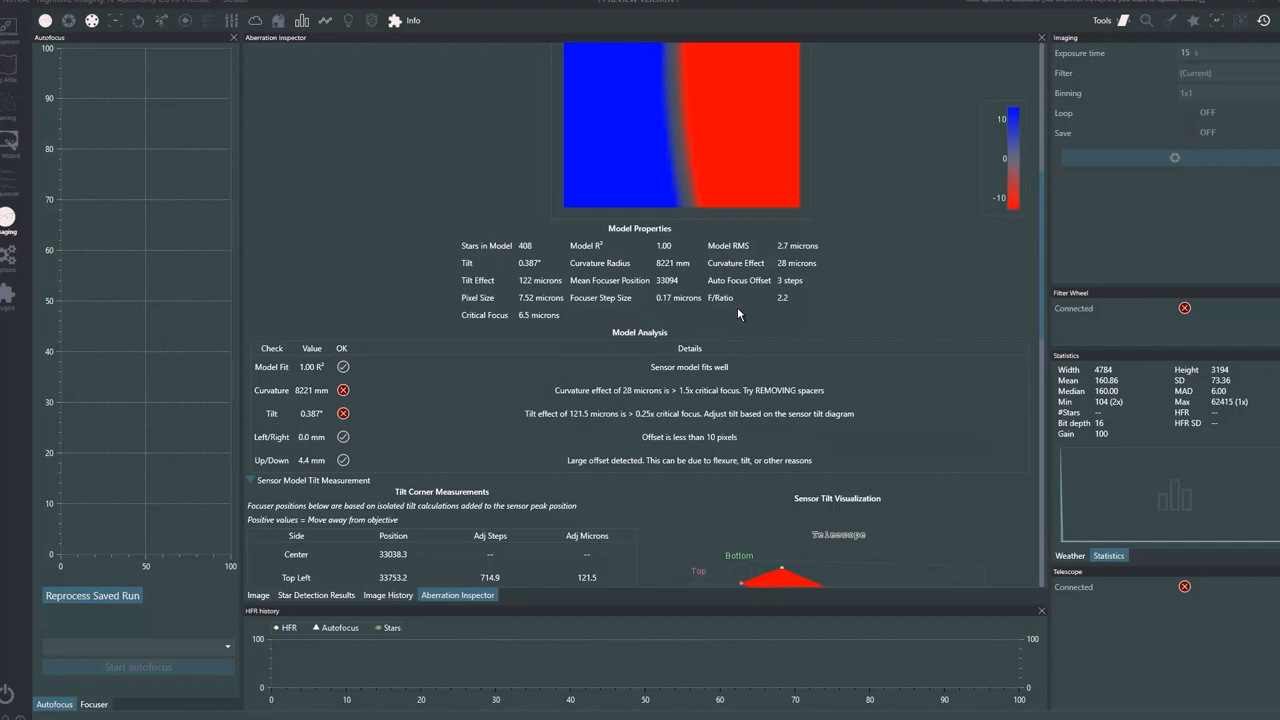 Info
Tools
Autofocus
Aberration Inspector
Imaging
100
90
80
70
60
50
40
30
20
10
0
0
50
100
Reprocess Saved Run
Start autofocus
Autofocus
Focuser
10
0
-10
Model Properties
Stars in Model 408 Model R² 1.00 Model RMS 2.7 microns
Tilt 0.387° Curvature Radius 8221 mm Curvature Effect 28 microns
Tilt Effect 122 microns Mean Focuser Position 33094 Auto Focus Offset 3 steps
Pixel Size 7.52 microns Focuser Step Size 0.17 microns F/Ratio 2.2
Critical Focus 6.5 microns
Model Analysis
Check Value OK Details
Model Fit 1.00 R² Sensor model fits well
Curvature 8221 mm Curvature effect of 28 microns is > 1.5x critical focus. Try REMOVING spacers
Tilt 0.387° Tilt effect of 121.5 microns is > 0.25x critical focus. Adjust tilt based on the sensor tilt diagram
Left/Right 0.0 mm Offset is less than 10 pixels
Up/Down 4.4 mm Large offset detected. This can be due to flexure, tilt, or other reasons
Sensor Model Tilt Measurement
Tilt Corner Measurements
Focuser positions below are based on isolated tilt calculations added to the sensor peak position
Positive values = Move away from objective
Side Position Adj Steps Adj Microns
Center 33038.3 -- --
Top Left 33753.2 714.9 121.5
Sensor Tilt Visualization
Telescope
Bottom
Top
Image
Star Detection Results
Image History
Aberration Inspector
HFR history
HFR
Autofocus
Stars
100
0
0 10 20 30 40 50 60 70 80 90 100
100
0
Exposure time 15 s
Filter (Current)
Binning 1x1
Loop OFF
Save OFF
Filter Wheel
Connected
Statistics
Width 4784 Height 3194
Mean 160.86 SD 73.36
Median 160.00 MAD 6.00
Min 104 (2x) Max 62415 (1x)
#Stars -- HFR --
Bit depth 16 HFR SD --
Gain 100
Weather
Statistics
Telescope
Connected